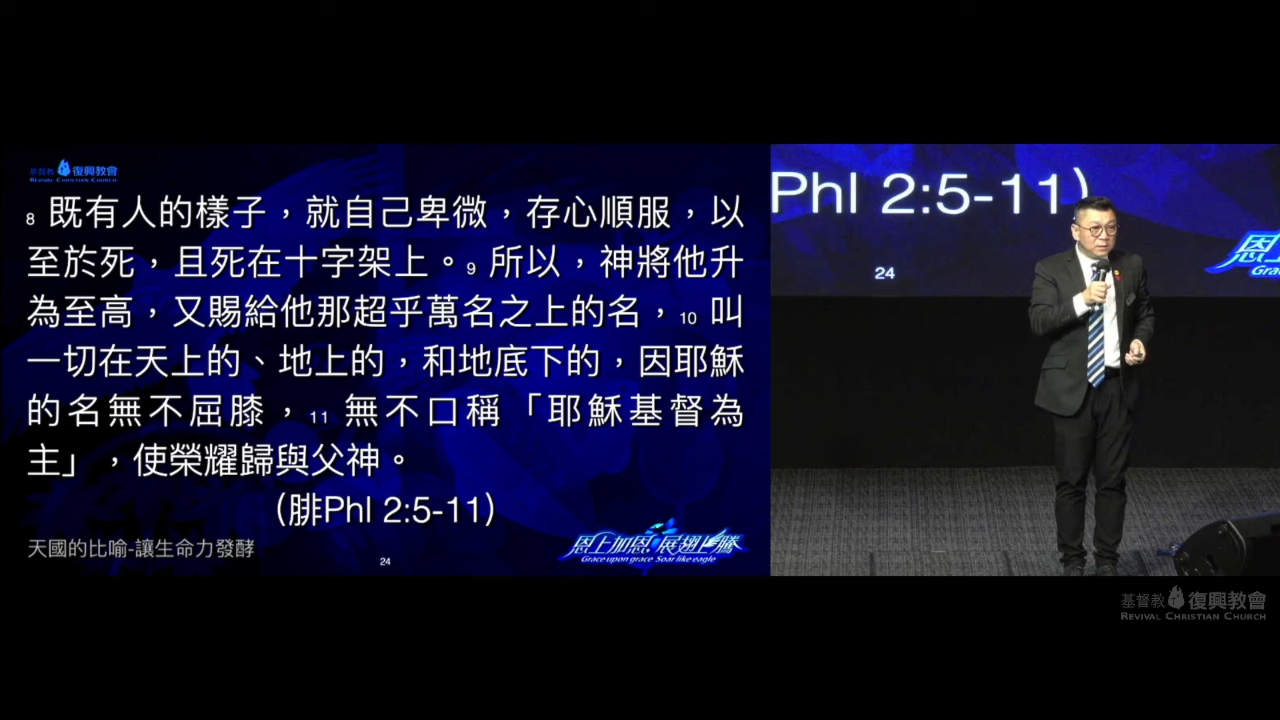 基督教 復興教會
REVIVAL CHRISTIAN CHURCH
8 既有人的樣子，就自己卑微，存心順服，以
至於死，且死在十字架上。9 所以，神將他升
為至高，又賜給他那超乎萬名之上的名，10 叫
一切在天上的、地上的，和地底下的，因耶穌
的名無不屈膝，11 無不口稱「耶穌基督為
主」，使榮耀歸與父神。
（腓Phl 2:5-11）
天國的比喻-讓生命力發酵
24
恩上加恩 展翅上騰
Grace upon grace Soar like eagle
Phl 2:5-11）
24
恩上
Gra
基督教 復興教會
REVIVAL CHRISTIAN CHURCH